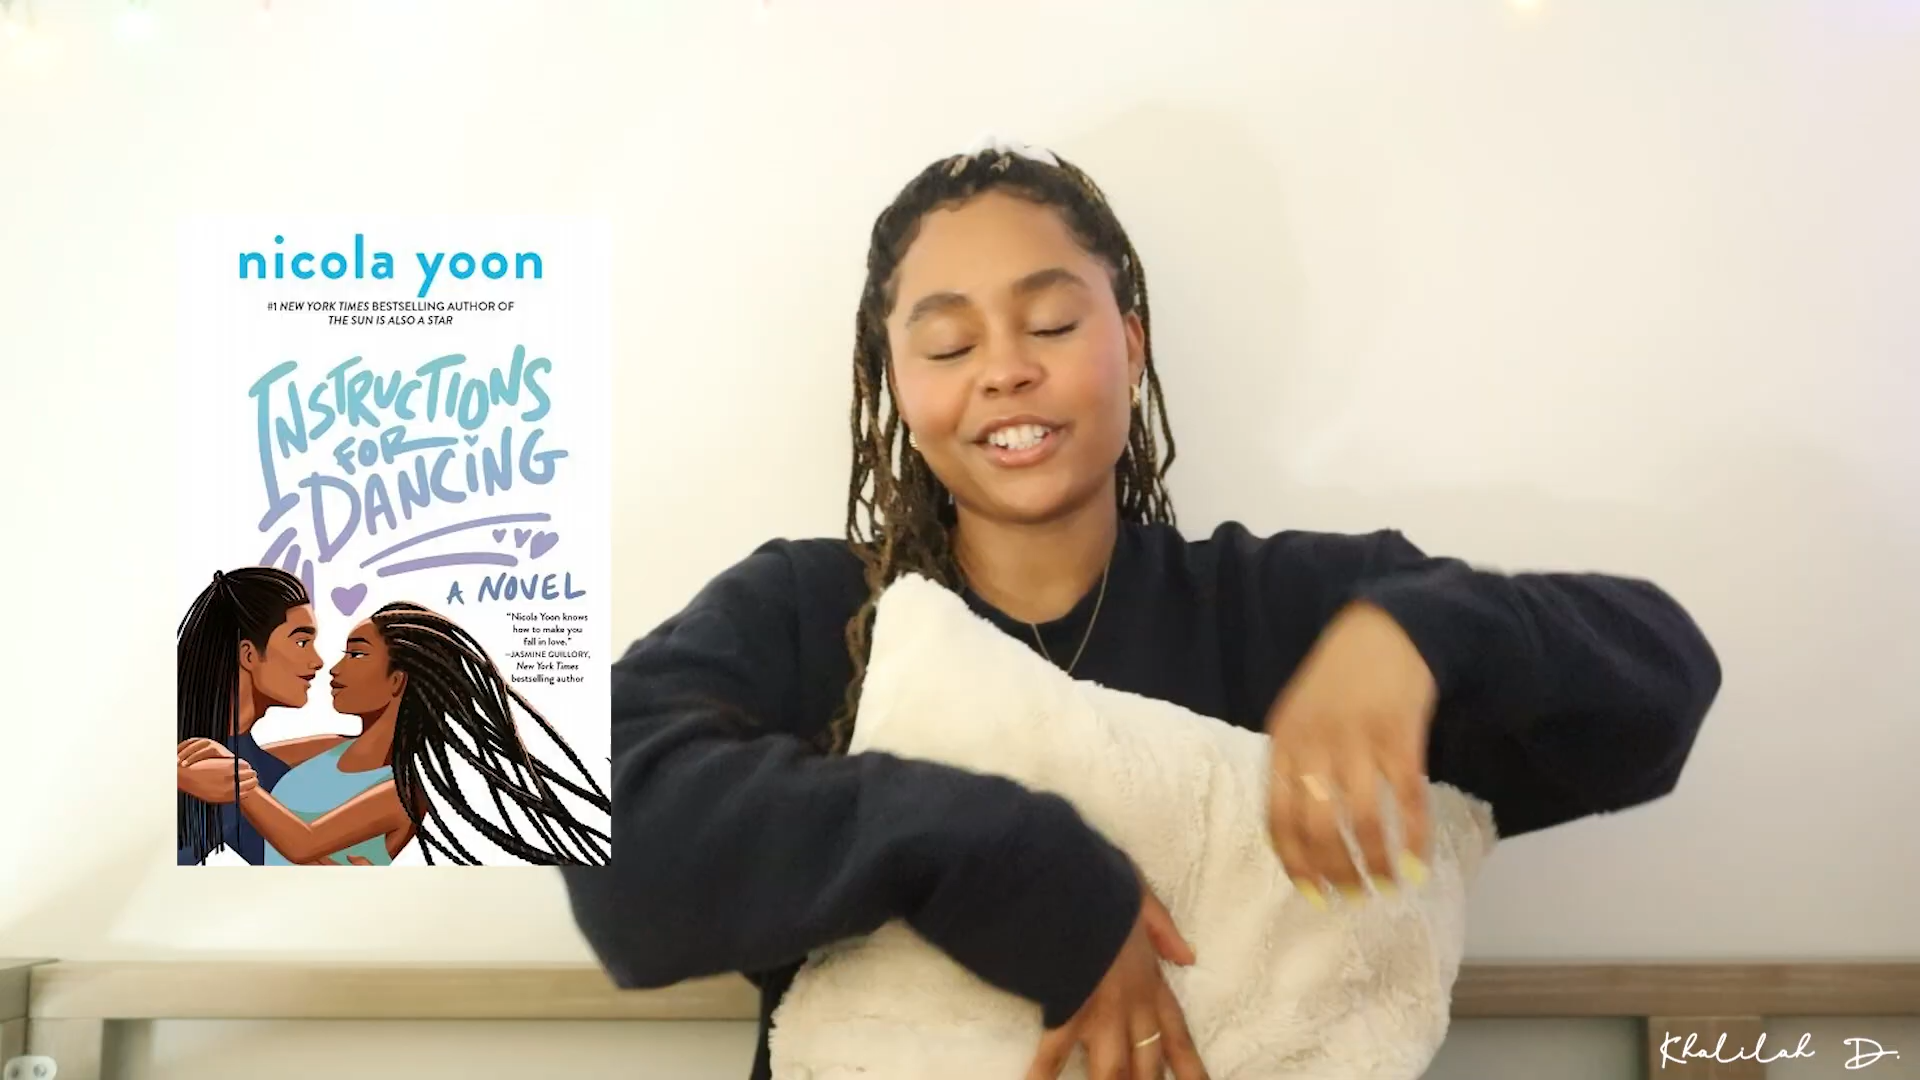 nicola yoon
#1 NEW YORK TIMES BESTSELLING AUTHOR OF
THE SUN IS ALSO A STAR
INSTRUCTIONS
FOR
DANCING
A NOVEL
"Nicola Yoon knows
how to make you
fall in love."
—JASMINE GUILLORY,
New York Times
bestselling author
Khalilah D.